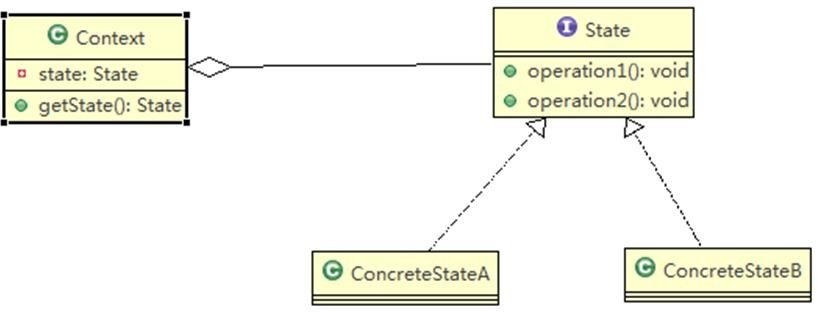 C Context
state: State
getState(): State
I State
operation1(): void
operation2(): void
C ConcreteStateA
C ConcreteStateB